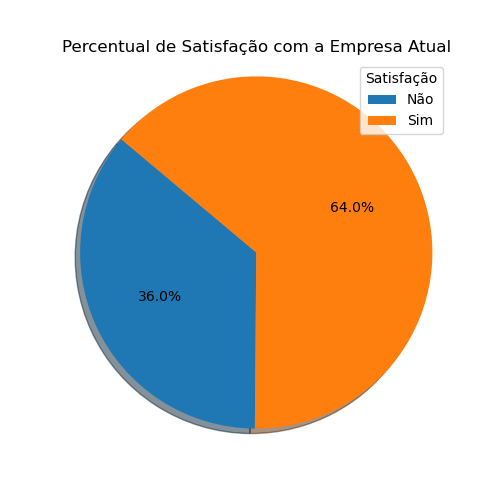 Percentual de Satisfação com a Empresa Atual
Satisfação
Não
Sim
64.0%
36.0%